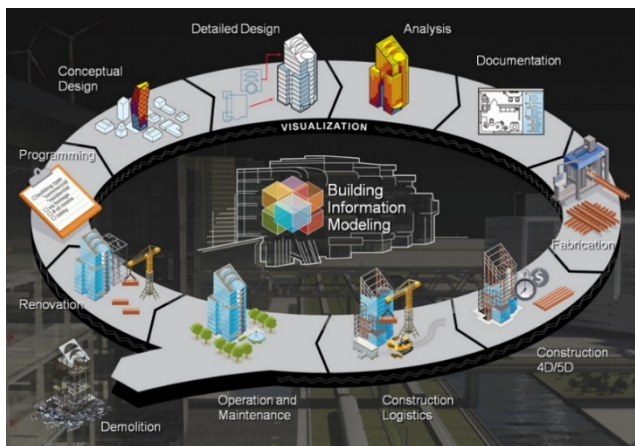 Detailed Design
Analysis
Conceptual
Design
Documentation
VISUALIZATION
Programming
Building
Information
Modeling
Fabrication
Renovation
Construction
4D/5D
Operation and
Maintenance
Construction
Logistics
Demolition